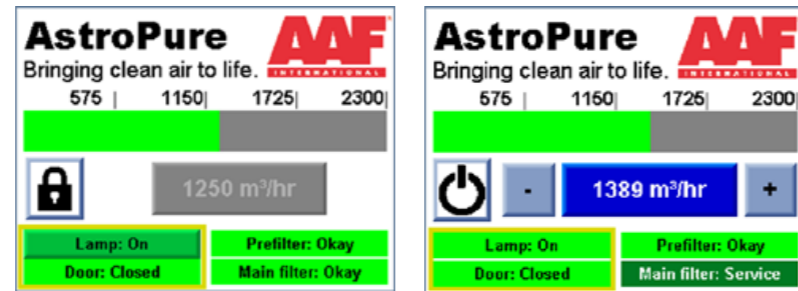 AstroPure
AAF
INTERNATIONAL
Bringing clean air to life.
575 | 1150| 1725| 2300|
1250 m³/hr
Lamp: On
Prefilter: Okay
Door: Closed
Main filter: Okay
AstroPure
AAF
INTERNATIONAL
Bringing clean air to life.
575 | 1150| 1725| 2300|
- 1389 m³/hr +
Lamp: On
Prefilter: Okay
Door: Closed
Main filter: Service